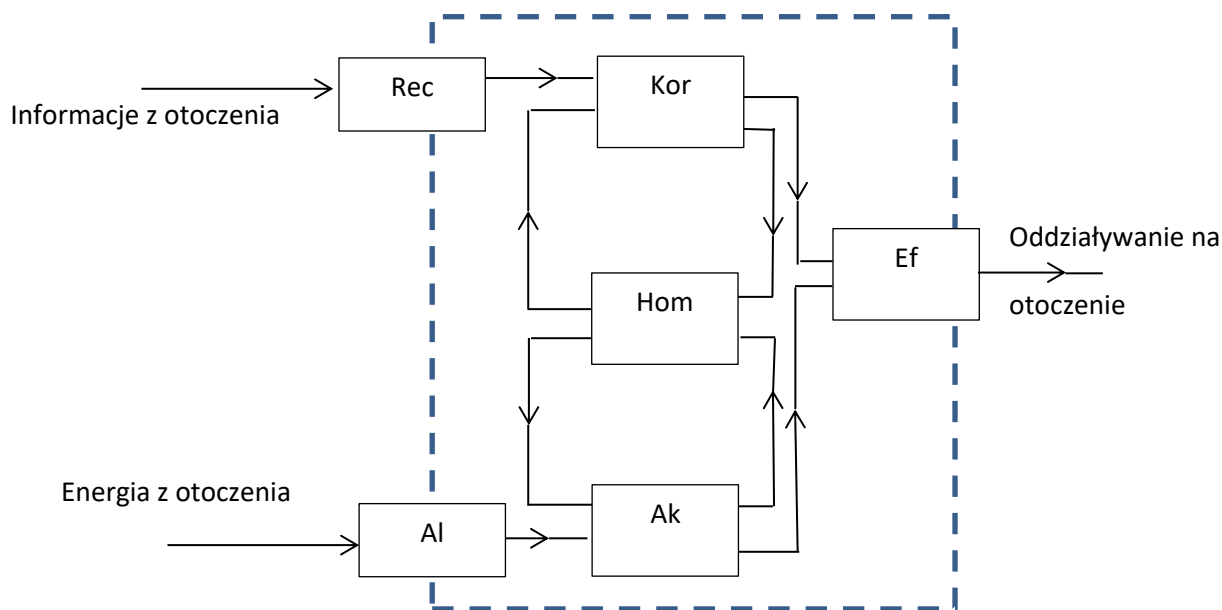 Rec
Kor
Informacje z otoczenia
Ef
Oddziaływanie na
otoczenie
Hom
Energia z otoczenia
Al
Ak